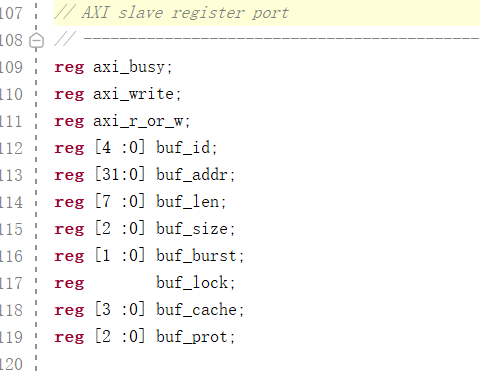 107 // AXI slave register port
108 // --------------------------------------------
109 reg axi_busy;
110 reg axi_write;
111 reg axi_r_or_w;
112 reg [4 :0] buf_id;
113 reg [31:0] buf_addr;
114 reg [7 :0] buf_len;
115 reg [2 :0] buf_size;
116 reg [1 :0] buf_burst;
117 reg        buf_lock;
118 reg [3 :0] buf_cache;
119 reg [2 :0] buf_prot;
120